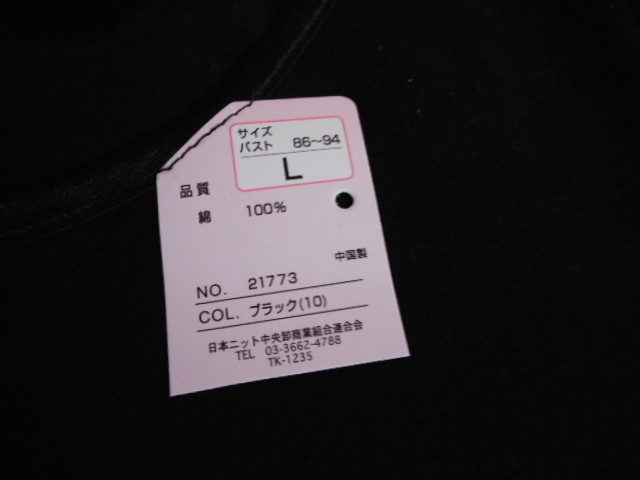 サイズ
バスト 86〜94
L
品質
綿 100%
中国製
NO. 21773
COL. ブラック(10)
日本ニット中央卸商業組合連合会
TEL 03-3662-4788
TK-1235